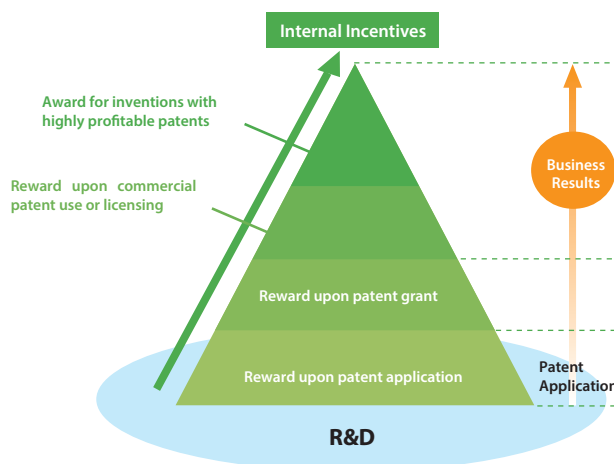 Internal Incentives
Award for inventions with
highly profitable patents
Reward upon commercial
patent use or licensing
Business
Results
Reward upon patent grant
Reward upon patent application
Patent
Application
R&D